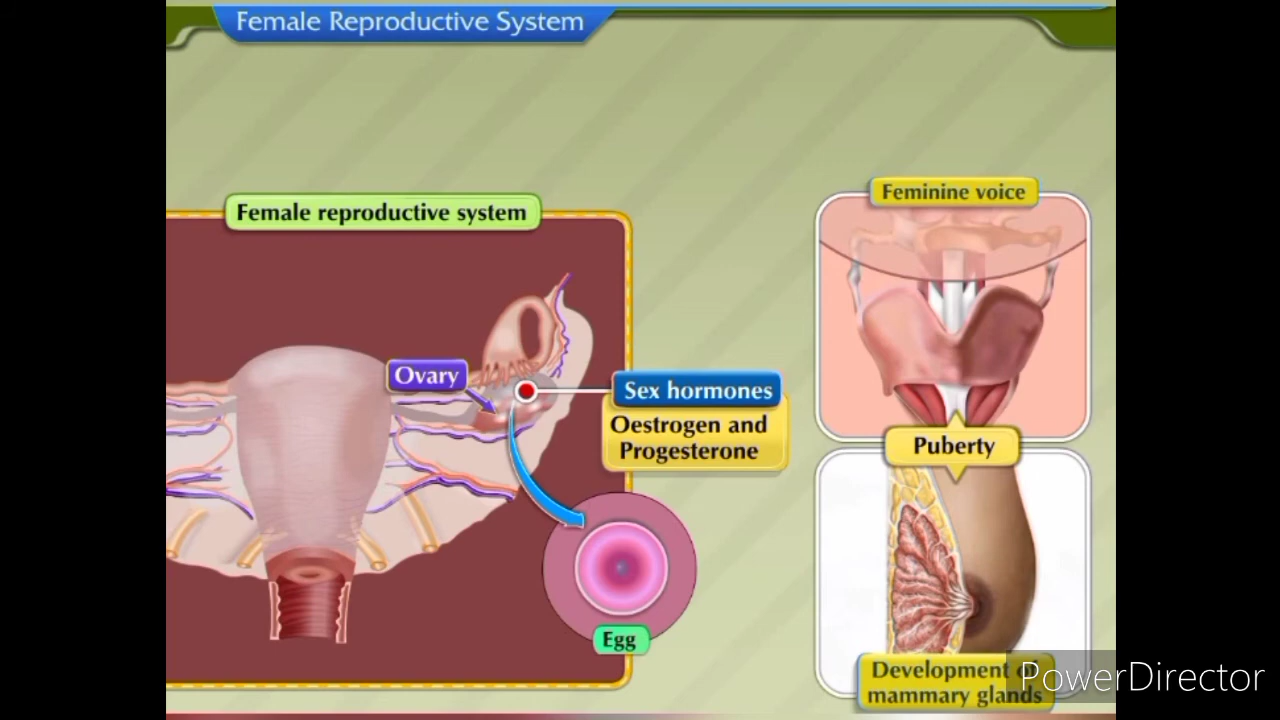 Female Reproductive System
Female reproductive system
Feminine voice
Ovary
Sex hormones
Oestrogen and
Progesterone
Puberty
Egg
Development of
mammary glands
PowerDirector